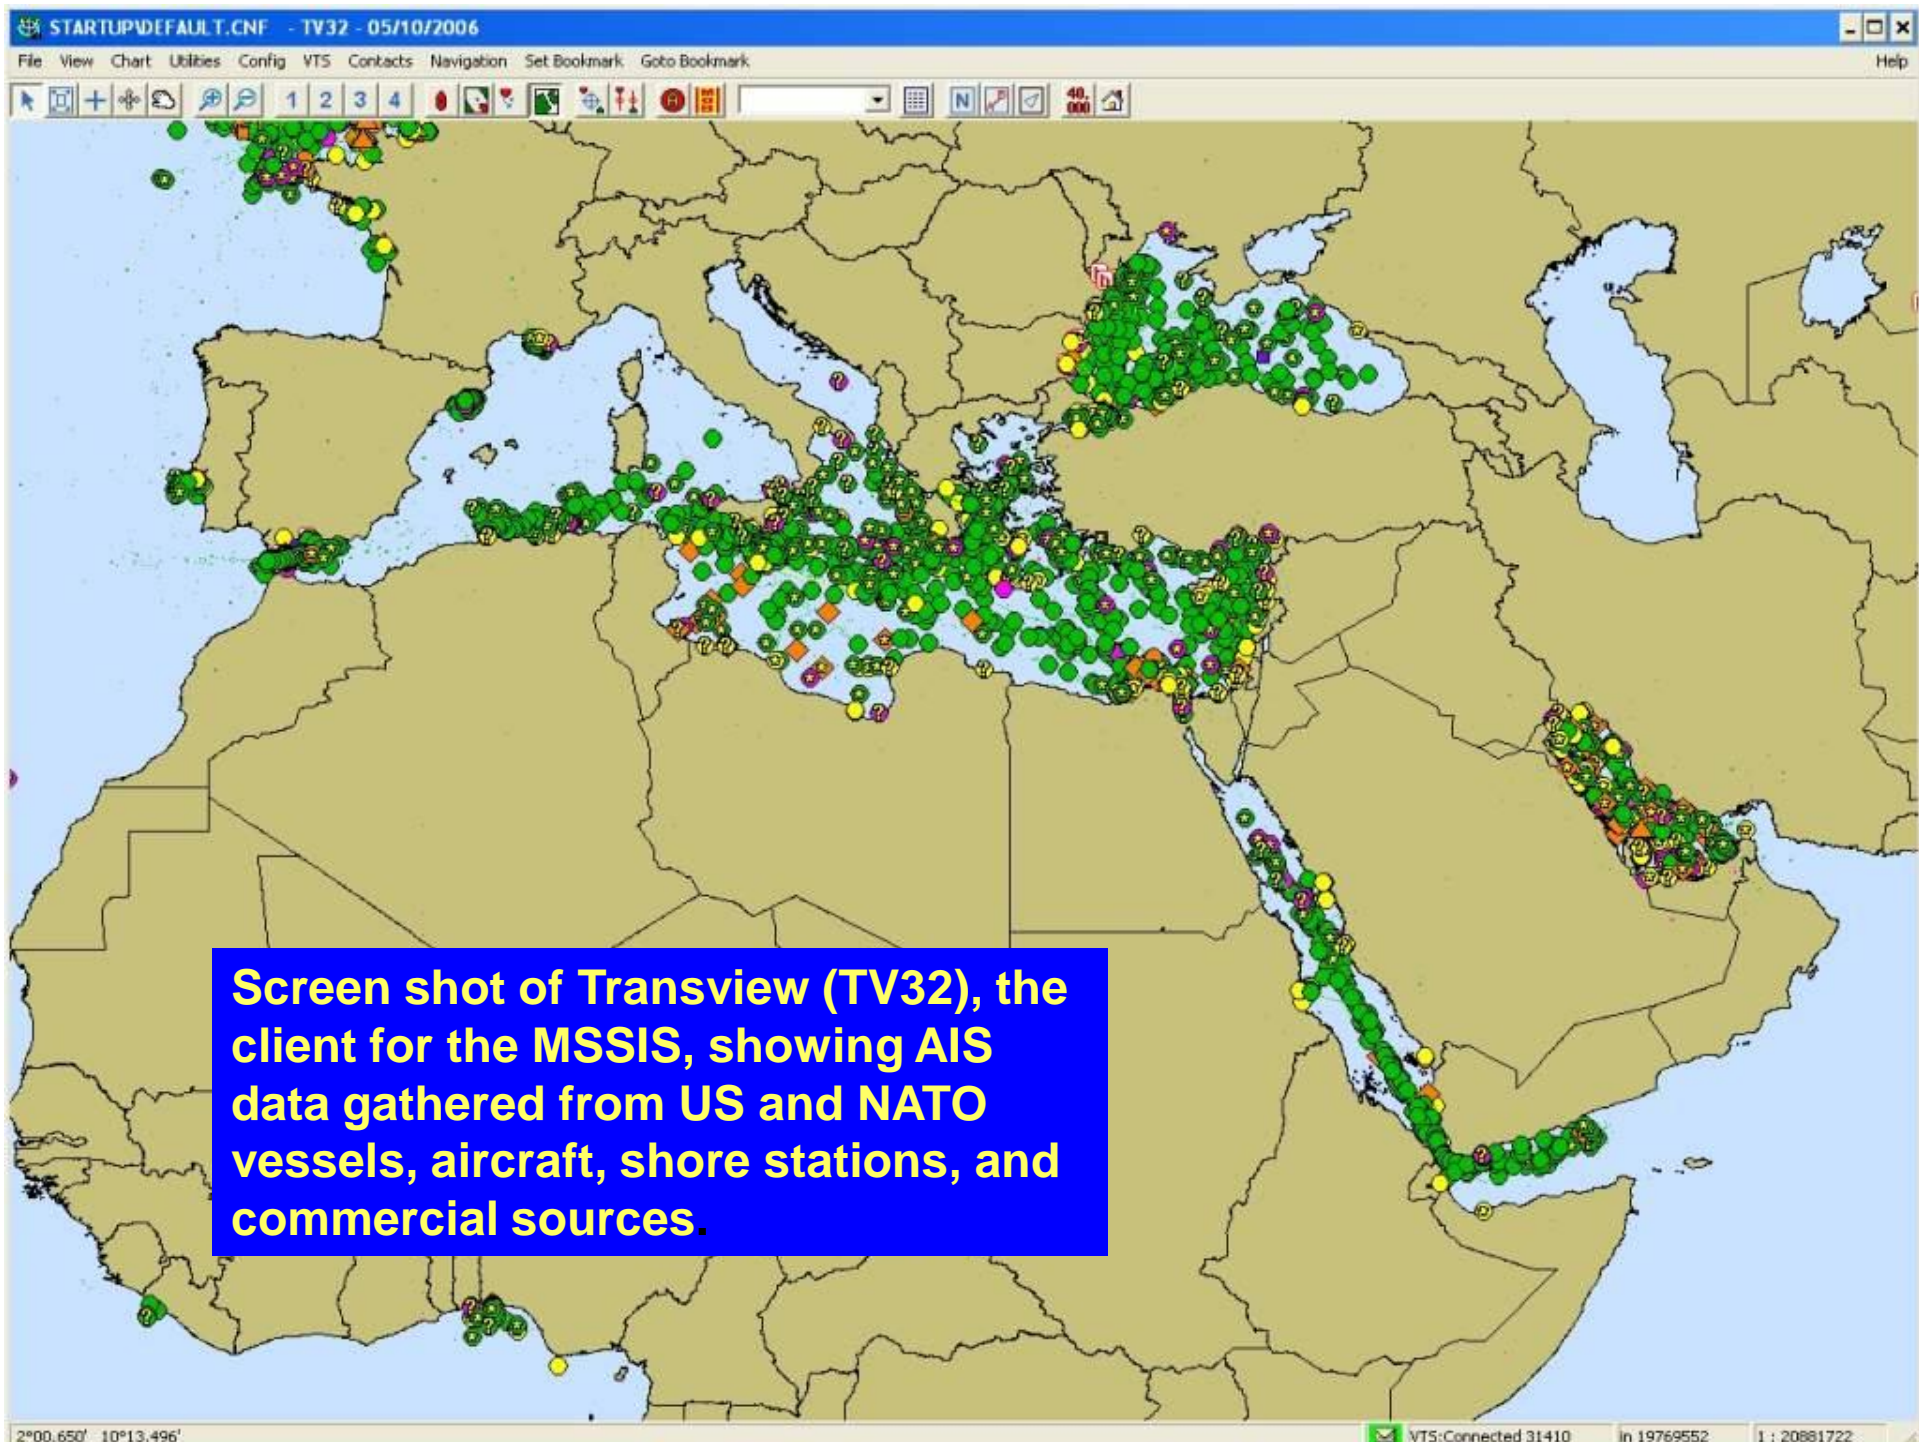 STARTUP\DEFAULT.CNF - TV32 - 05/10/2006
File View Chart Utilities Config VTS Contacts Navigation Set Bookmark Goto Bookmark Help
1 2 3 4 N 40,
000
Screen shot of Transview (TV32), the
client for the MSSIS, showing AIS
data gathered from US and NATO
vessels, aircraft, shore stations, and
commercial sources.
2°00.650' 10°13.496' VTS:Connected 31410 in 19769552 1 : 20881722